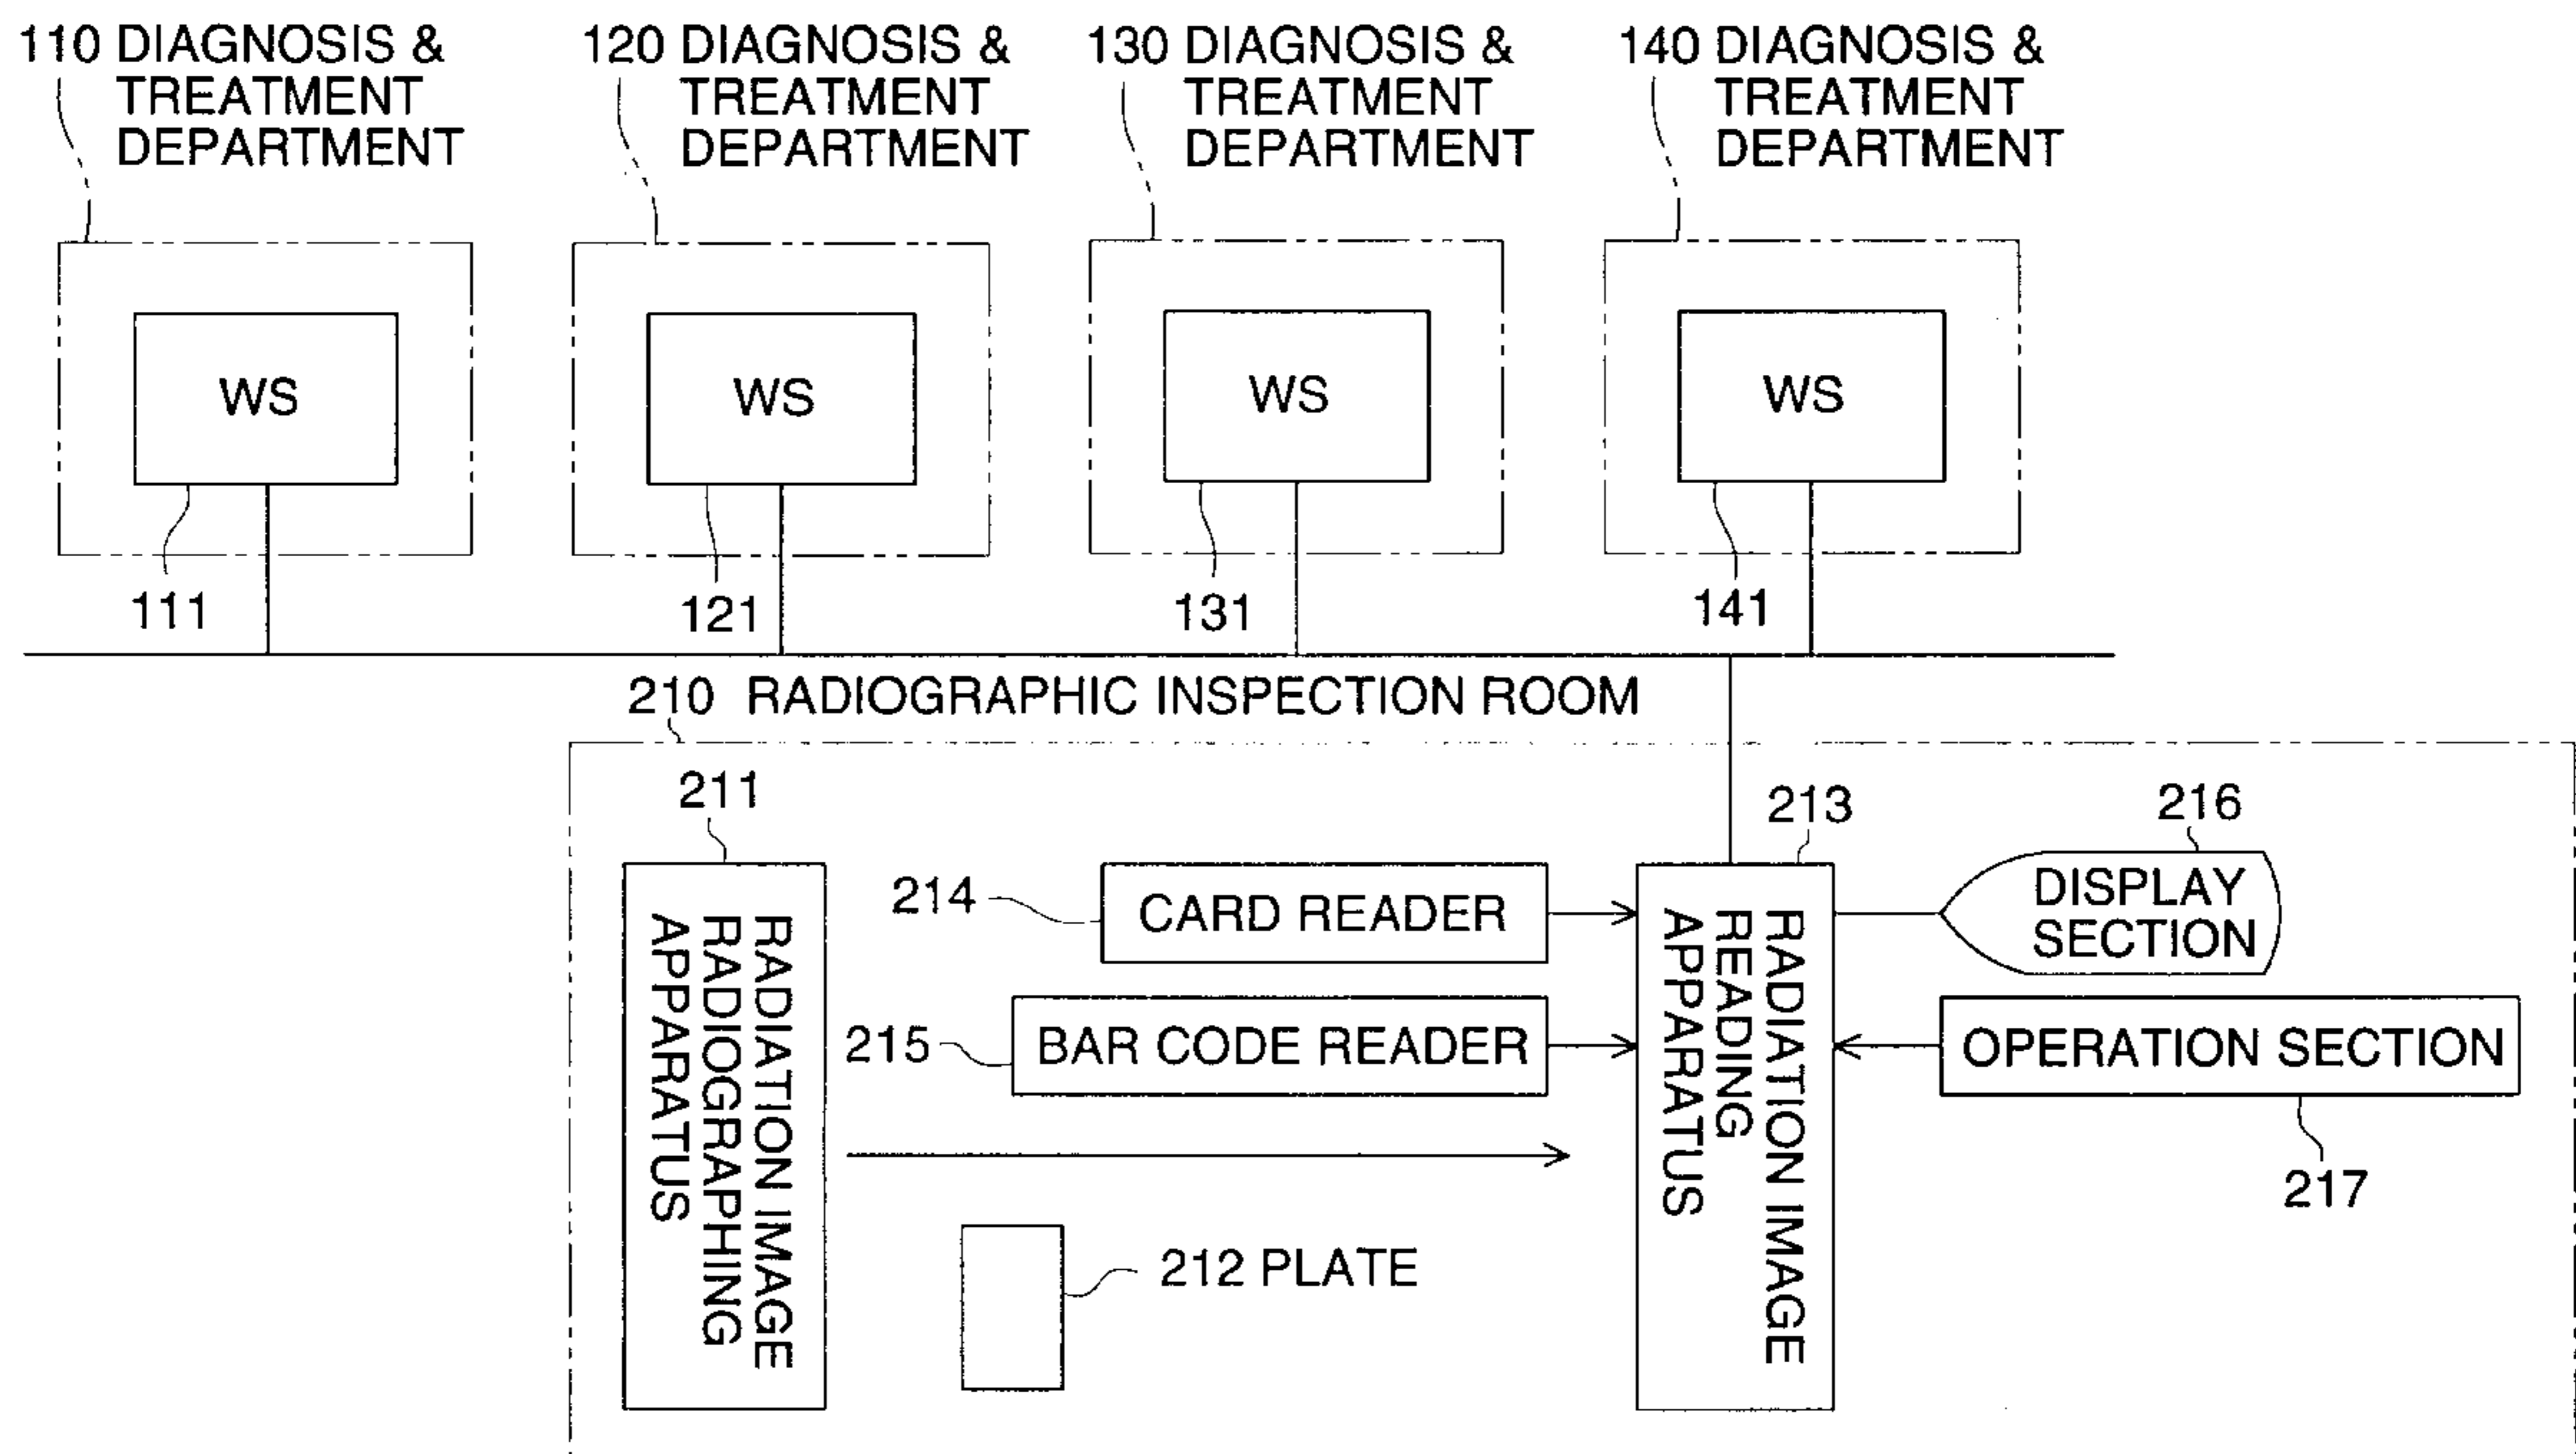 110 DIAGNOSIS &
TREATMENT
DEPARTMENT
120 DIAGNOSIS &
TREATMENT
DEPARTMENT
130 DIAGNOSIS &
TREATMENT
DEPARTMENT
140 DIAGNOSIS &
TREATMENT
DEPARTMENT
WS
WS
WS
WS
111
121
131
141
210 RADIOGRAPHIC INSPECTION ROOM
211
RADIATION IMAGE
RADIOGRAPHING
APPARATUS
214
CARD READER
215
BAR CODE READER
212 PLATE
213
RADIATION IMAGE
READING
APPARATUS
216
DISPLAY
SECTION
OPERATION SECTION
217